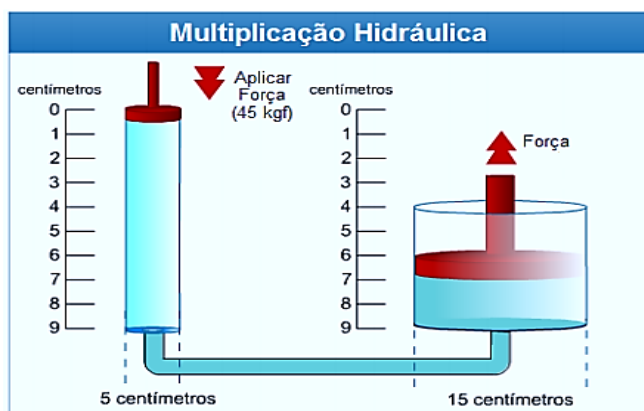 Multiplicação Hidráulica
centímetros
0
1
2
3
4
5
6
7
8
9
Aplicar
Força
(45 kgf)
centímetros
0
1
2
3
4
5
6
7
8
9
Força
5 centímetros
15 centímetros